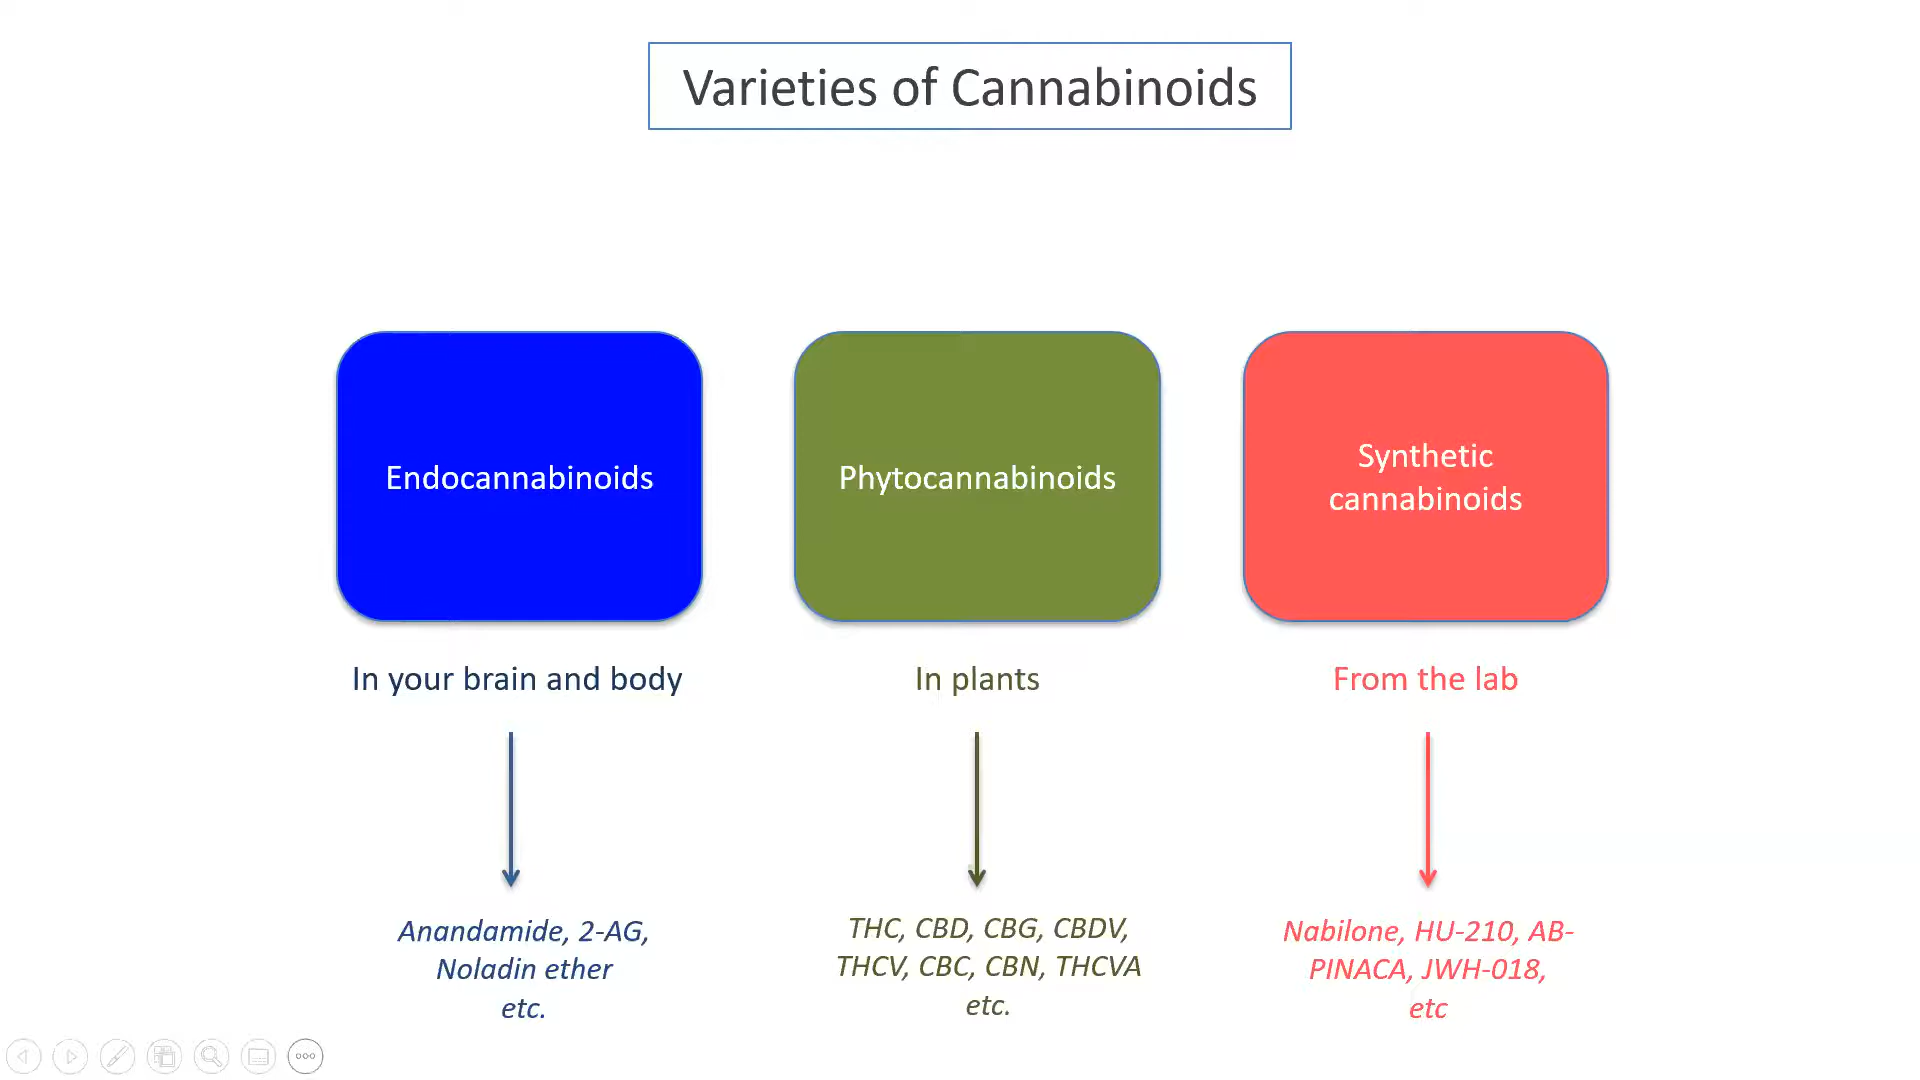 Varieties of Cannabinoids
Endocannabinoids
In your brain and body
Anandamide, 2-AG,
Noladin ether
etc.
Phytocannabinoids
In plants
THC, CBD, CBG, CBDV,
THCV, CBC, CBN, THCVA
etc.
Synthetic
cannabinoids
From the lab
Nabilone, HU-210, AB-
PINACA, JWH-018,
etc